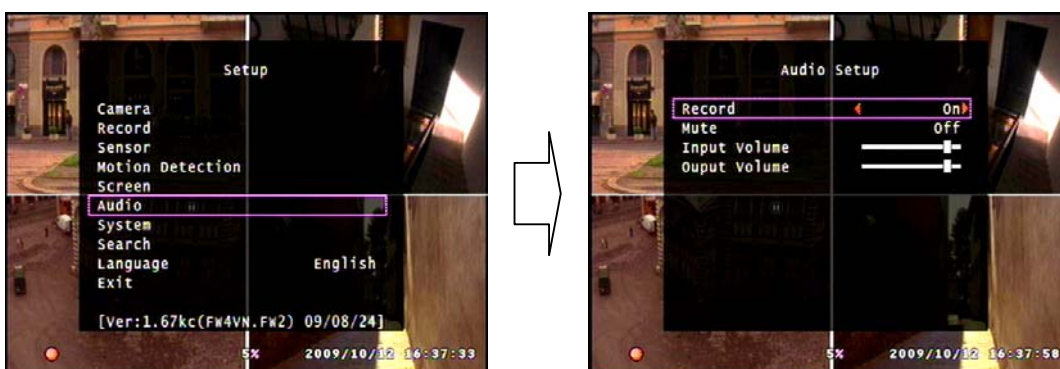 Setup
Camera
Record
Sensor
Motion Detection
Screen
Audio
System
Search
Language English
Exit
[Ver:1.67kc(FW4VN.FW2) 09/08/24]
5% 2009/10/12 16:37:33
Audio Setup
Record On
Mute Off
Input Volume
Ouput Volume
5% 2009/10/12 16:37:58